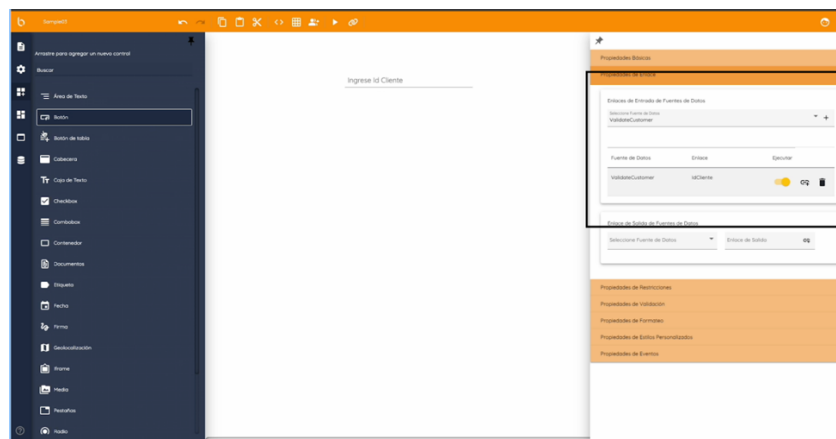 Sample03
Arrastre para agregar un nuevo control
Buscar
Área de Texto
Botón
Botón de tabla
Cabecera
Caja de Texto
Checkbox
Combobox
Contenedor
Documentos
Etiqueta
Fecha
Firma
Geolocalización
Iframe
Media
Pestañas
Radio
Ingrese Id Cliente
Propiedades Básicas
Propiedades de Enlace
Enlaces de Entrada de Fuentes de Datos
Seleccione Fuente de Datos
ValidateCustomer
Fuente de Datos Enlace Ejecutar
ValidateCustomer IdCliente
Enlace de Salida de Fuentes de Datos
Seleccione Fuente de Datos Enlace de Salida
Propiedades de Restricciones
Propiedades de Validación
Propiedades de Formateo
Propiedades de Estilos Personalizados
Propiedades de Eventos